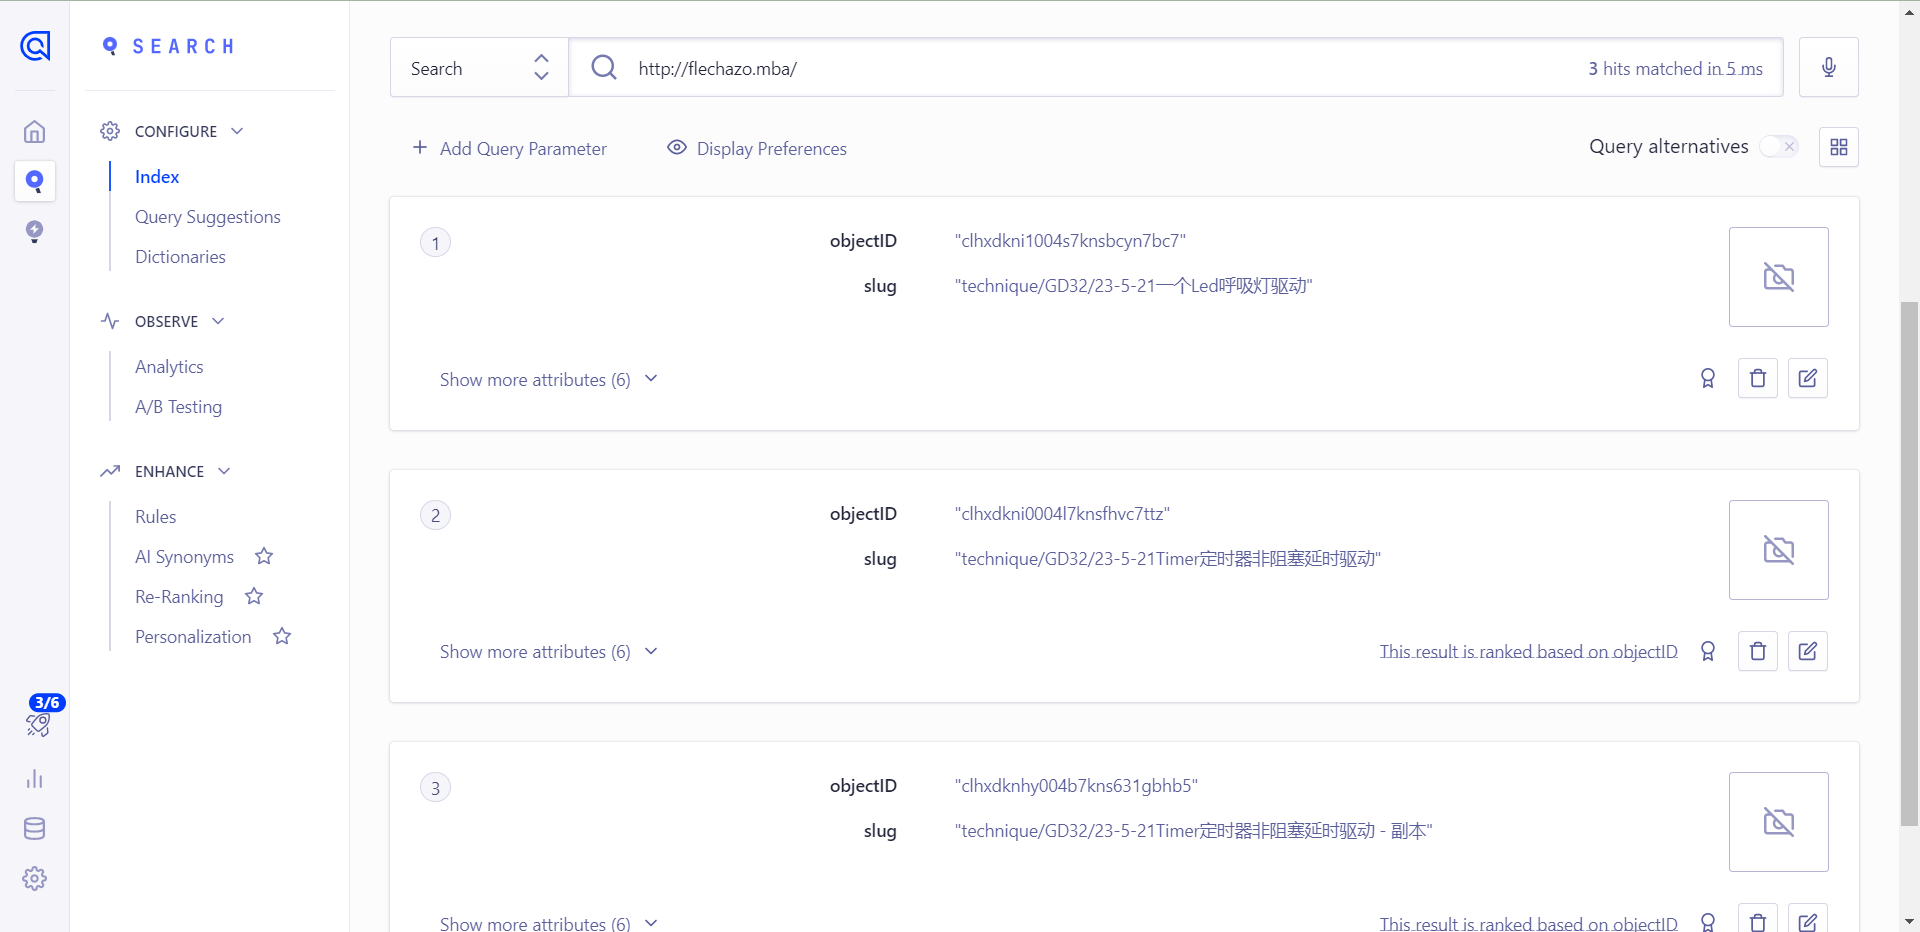 SEARCH
CONFIGURE
Index
Query Suggestions
Dictionaries
OBSERVE
Analytics
A/B Testing
ENHANCE
Rules
AI Synonyms
Re-Ranking
Personalization
3/6
Search
http://flechazo.mba/
3 hits matched in 5 ms
Add Query Parameter
Display Preferences
Query alternatives
1
objectID "clhxdkni1004s7knsbcyn7bc7"
slug "technique/GD32/23-5-21一个Led呼吸灯驱动"
Show more attributes (6)
2
objectID "clhxdkni0004l7knsfhvc7ttz"
slug "technique/GD32/23-5-21Timer定时器非阻塞延时驱动"
Show more attributes (6)
This result is ranked based on objectID
3
objectID "clhxdknhy004b7kns631gbhb5"
slug "technique/GD32/23-5-21Timer定时器非阻塞延时驱动 - 副本"
Show more attributes (6)
This result is ranked based on objectID